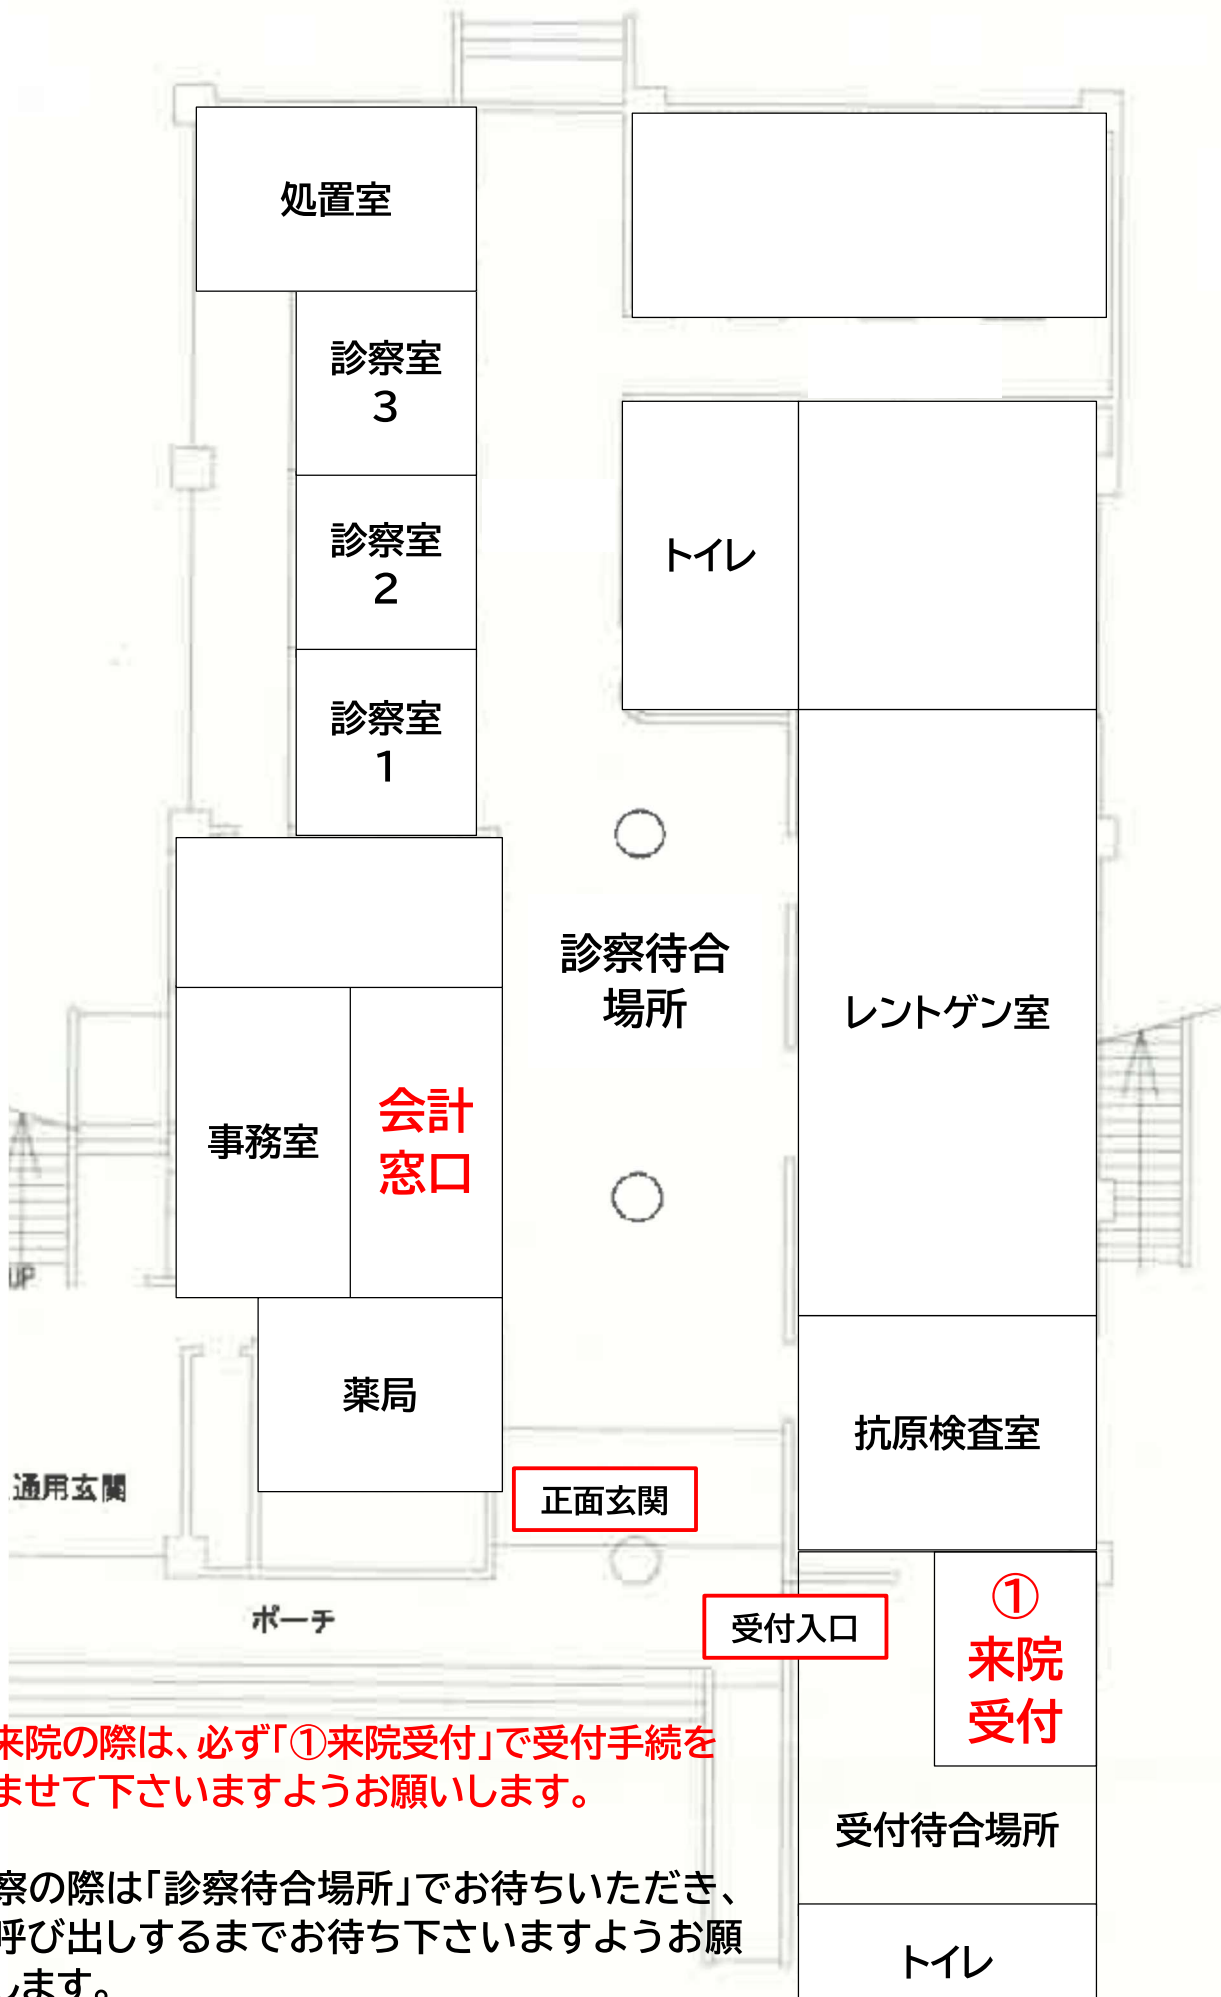 処置室
診察室
3
診察室
2
トイレ
診察室
1
診察待合
場所
レントゲン室
事務室
会計
窓口
UP
薬局
抗原検査室
通用玄関
正面玄関
ポーチ
受付入口
①
来院
受付
来院の際は、必ず「①来院受付」で受付手続を
ませて下さいますようお願いします。
受付待合場所
察の際は「診察待合場所」でお待ちいただき、
呼び出しするまでお待ち下さいますようお願
します。
トイレ